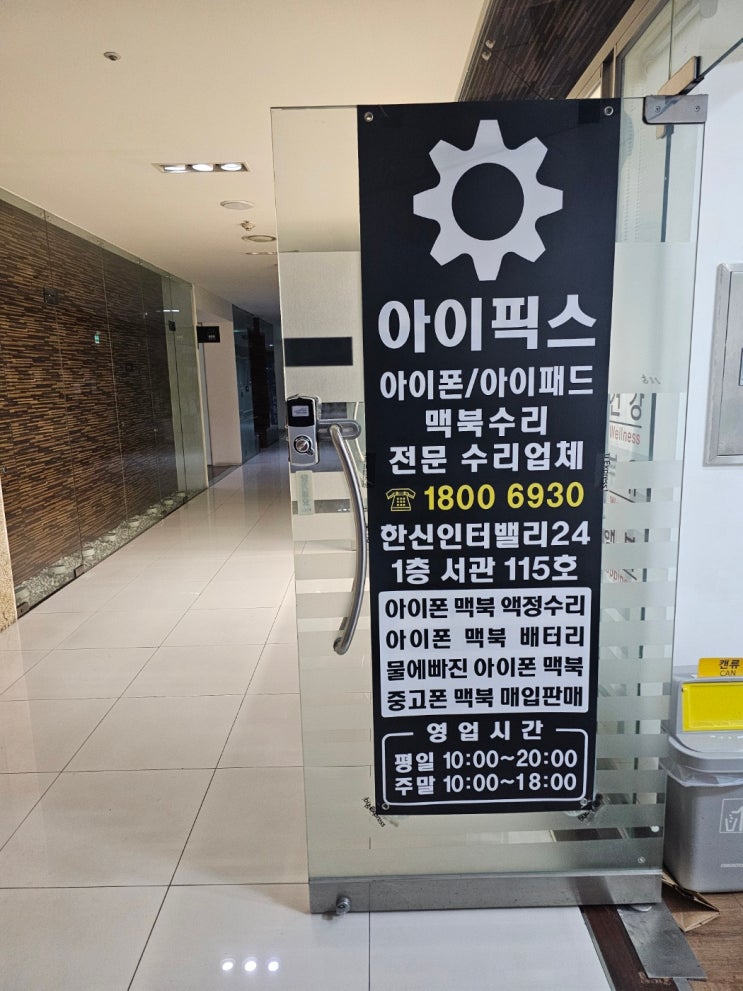 아이픽스
아이폰/아이패드
맥북수리
전문 수리업체
☎ 1800 6930
한신인터밸리24
1층 서관 115호
아이폰 맥북 액정수리
아이폰 맥북 배터리
물에빠진 아이폰 맥북
중고폰 맥북 매입판매
영업시간
평일 10:00~20:00
주말 10:00~18:00
Wellness
캔류
CAN